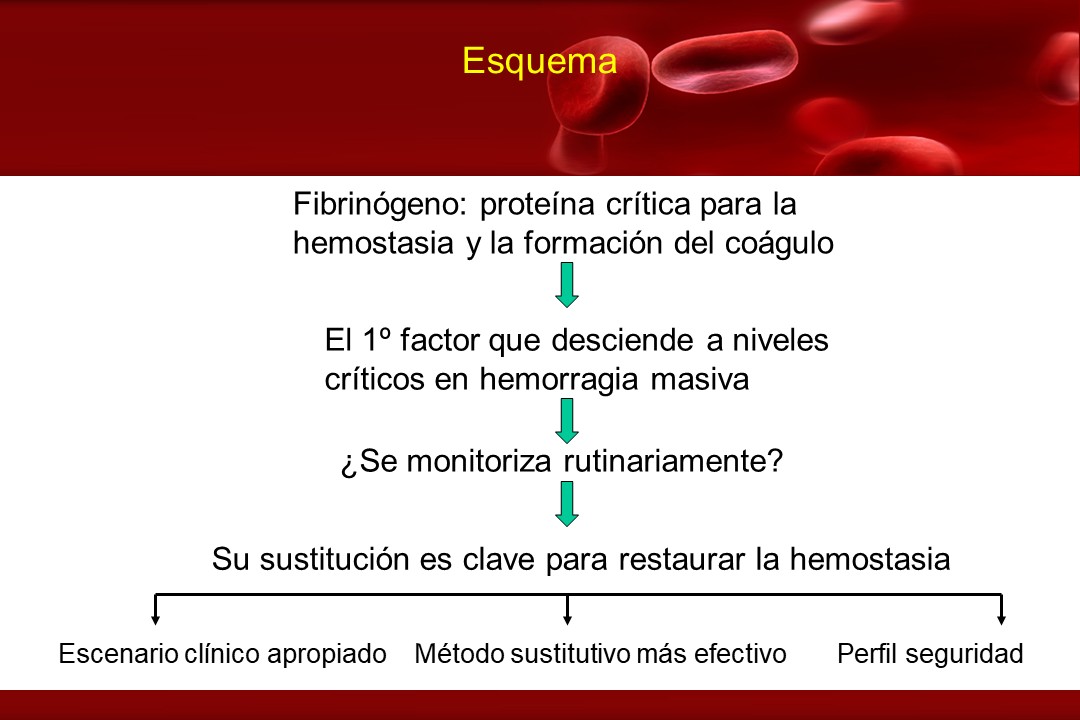 Esquema
Fibrinógeno: proteína crítica para la
hemostasia y la formación del coágulo
El 1º factor que desciende a niveles
críticos en hemorragia masiva
¿Se monitoriza rutinariamente?
Su sustitución es clave para restaurar la hemostasia
Escenario clínico apropiado Método sustitutivo más efectivo Perfil seguridad